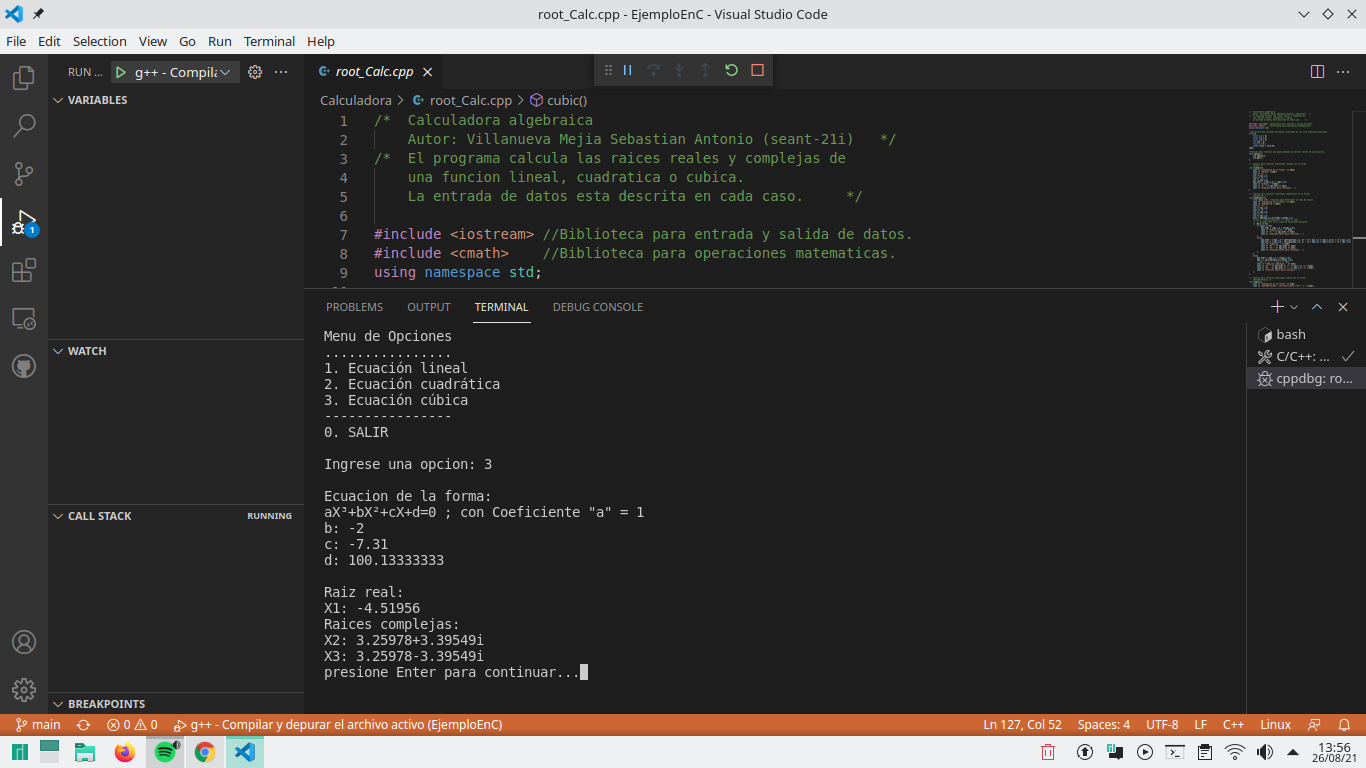 root_Calc.cpp - EjemploEnC - Visual Studio Code
File Edit Selection View Go Run Terminal Help
RUN ... g++ - Compila
root_Calc.cpp
VARIABLES
Calculadora > root_Calc.cpp > cubic()
1 /* Calculadora algebraica
2 Autor: Villanueva Mejia Sebastian Antonio (seant-21i) */
3 /* El programa calcula las raices reales y complejas de
4 una funcion lineal, cuadratica o cubica.
5 La entrada de datos esta descrita en cada caso. */
6
7 #include <iostream> //Biblioteca para entrada y salida de datos.
8 #include <cmath> //Biblioteca para operaciones matematicas.
9 using namespace std;
PROBLEMS OUTPUT TERMINAL DEBUG CONSOLE
Menu de Opciones
................
1. Ecuación lineal
2. Ecuación cuadrática
3. Ecuación cúbica
----------------
0. SALIR
Ingrese una opcion: 3
Ecuacion de la forma:
aX³+bX²+cX+d=0 ; con Coeficiente "a" = 1
b: -2
c: -7.31
d: 100.13333333
Raiz real:
X1: -4.51956
Raices complejas:
X2: 3.25978+3.39549i
X3: 3.25978-3.39549i
presione Enter para continuar...
bash
C/C++: ...
cppdbg: ro...
WATCH
CALL STACK RUNNING
BREAKPOINTS
1
main 0 0 g++ - Compilar y depurar el archivo activo (EjemploEnC) Ln 127, Col 52 Spaces: 4 UTF-8 LF C++ Linux
13:56
26/08/21